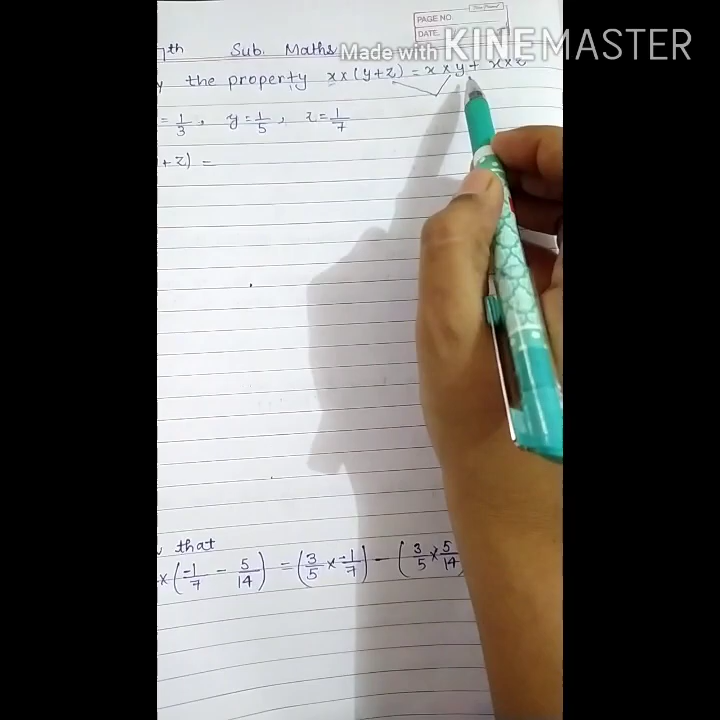 PAGE NO.
DATE.
Made with KINEMASTER
7th Sub. Maths
the property x × (y + z) = x × y + x × z
= 1/3, y = 1/5, z = 1/7
+ z) =
that
× (-1/7 - 5/14) = (3/5 × -1/7) - (3/5 × 5/14